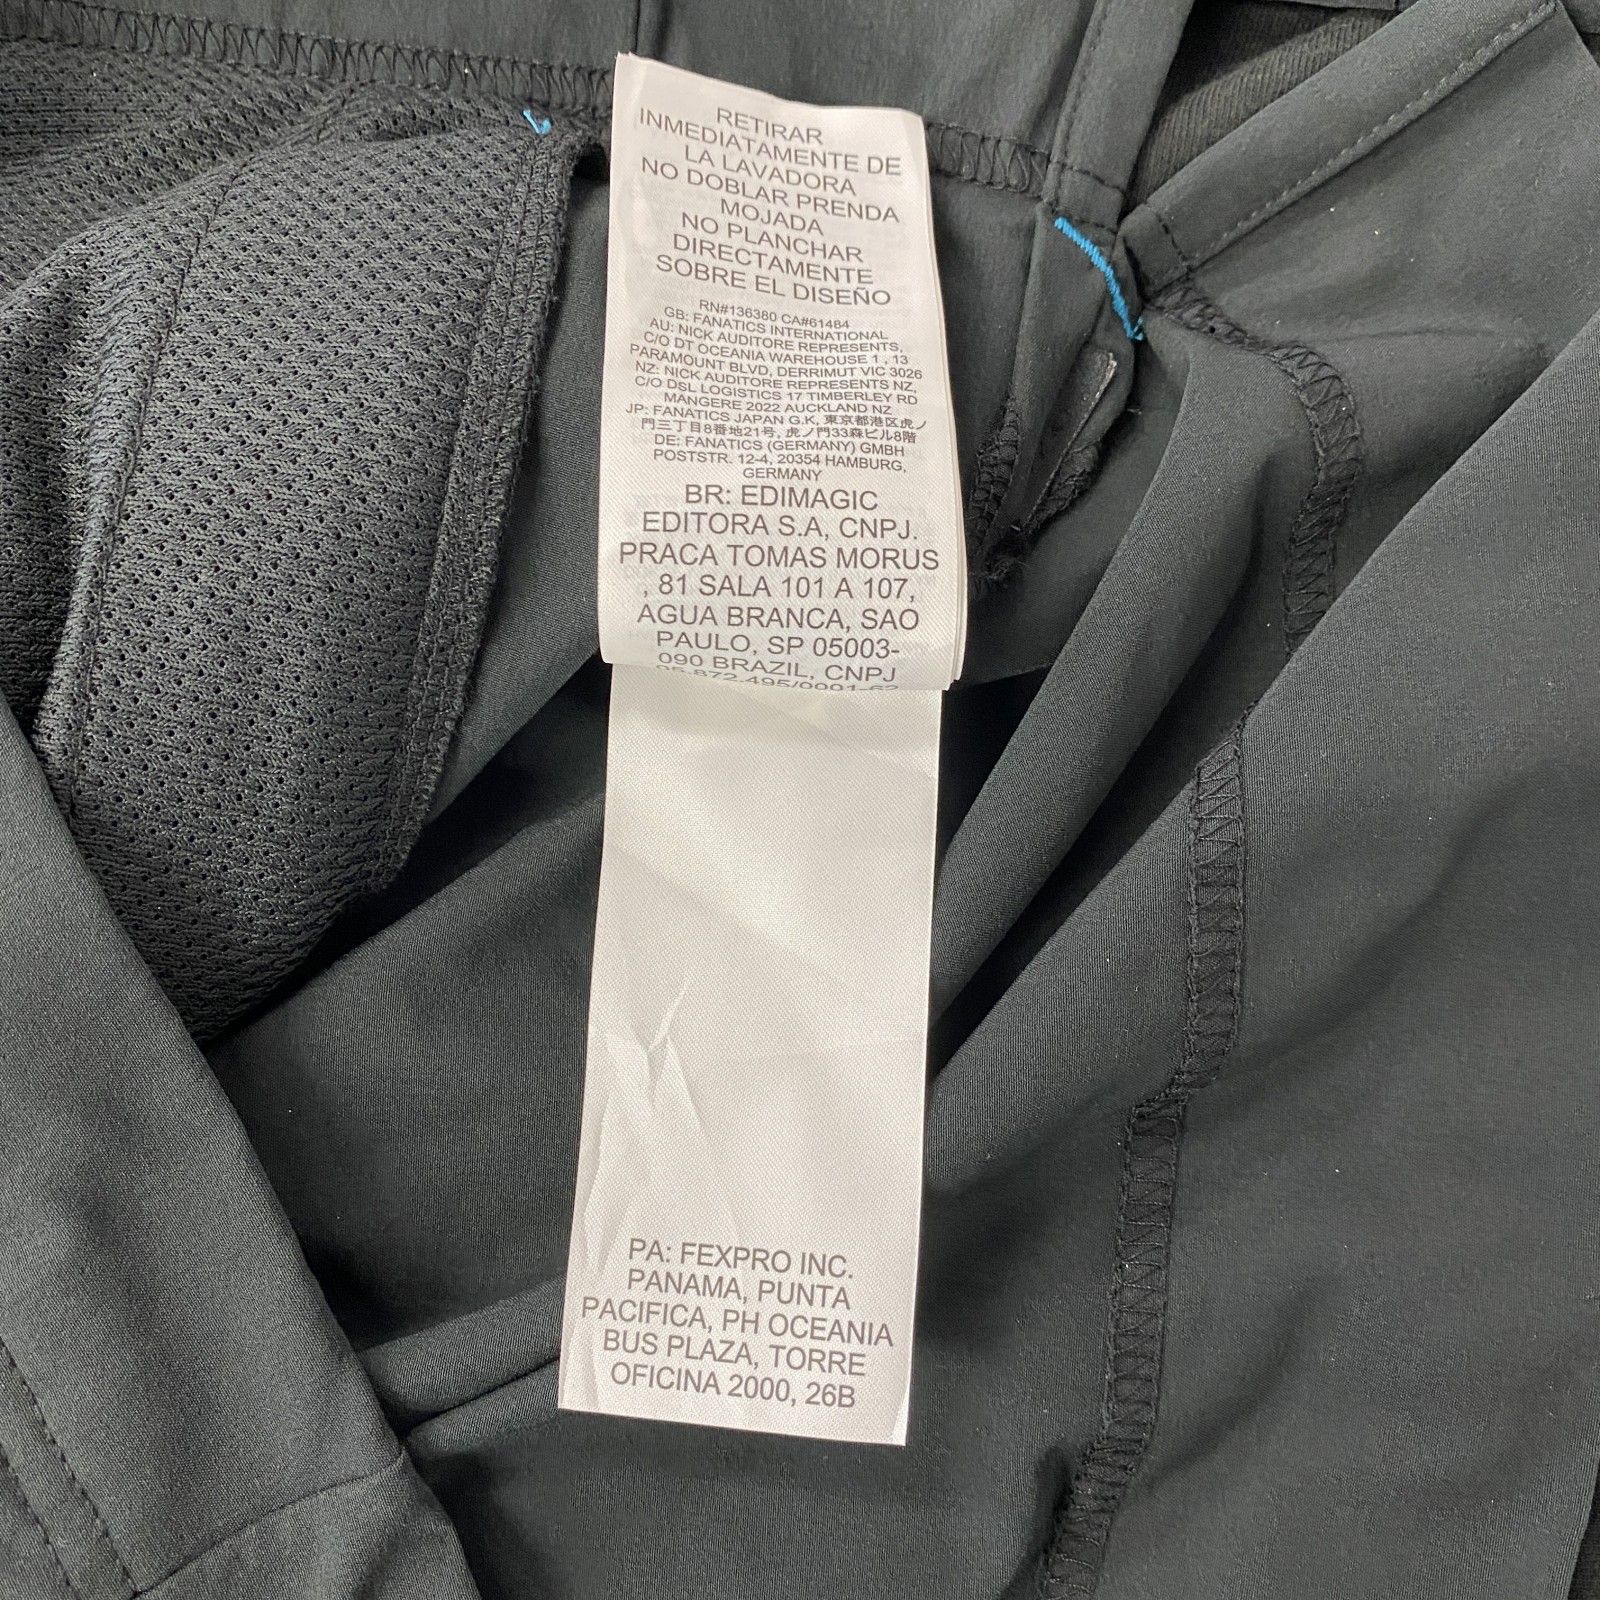 RETIRAR
INMEDIATAMENTE DE
LA LAVADORA
NO DOBLAR PRENDA
MOJADA
NO PLANCHAR
DIRECTAMENTE
SOBRE EL DISEÑO
RN#136380 CA#61484
GB: FANATICS INTERNATIONAL
AU: NICK AUDITORE REPRESENTS,
C/O DT OCEANIA WAREHOUSE 1 , 13
PARAMOUNT BLVD, DERRIMUT VIC 3026
NZ: NICK AUDITORE REPRESENTS NZ,
C/O DSL LOGISTICS 17 TIMBERLEY RD
MANGERE 2022 AUCKLAND NZ
JP: FANATICS JAPAN G.K, 東京都港区虎ノ
門三丁目8番地21号, 虎ノ門33森ビル8階
DE: FANATICS (GERMANY) GMBH
POSTSTR. 12-4, 20354 HAMBURG,
GERMANY
BR: EDIMAGIC
EDITORA S.A, CNPJ.
PRACA TOMAS MORUS
, 81 SALA 101 A 107,
AGUA BRANCA, SAO
PAULO, SP 05003-
090 BRAZIL, CNPJ
05-872-495/0001-62
PA: FEXPRO INC.
PANAMA, PUNTA
PACIFICA, PH OCEANIA
BUS PLAZA, TORRE
OFICINA 2000, 26B